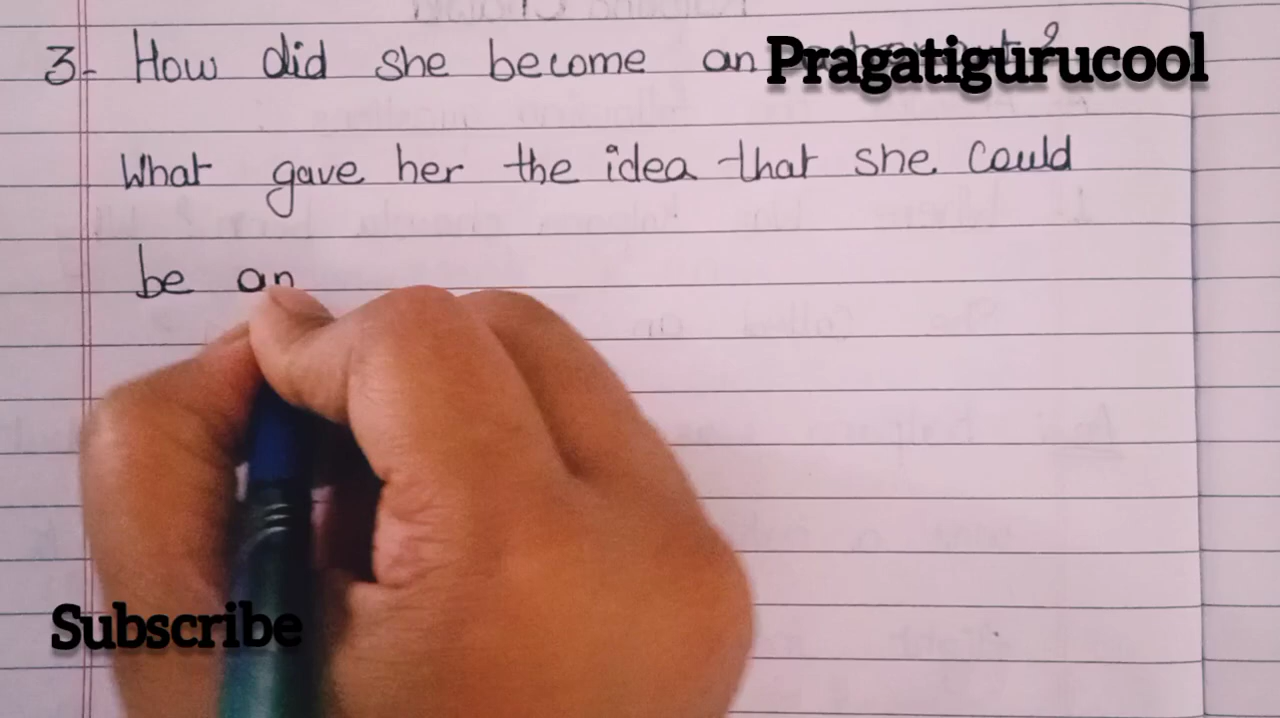 3- How did she become an
Pragatigurucool
What gave her the idea that she could
be an
Subscribe